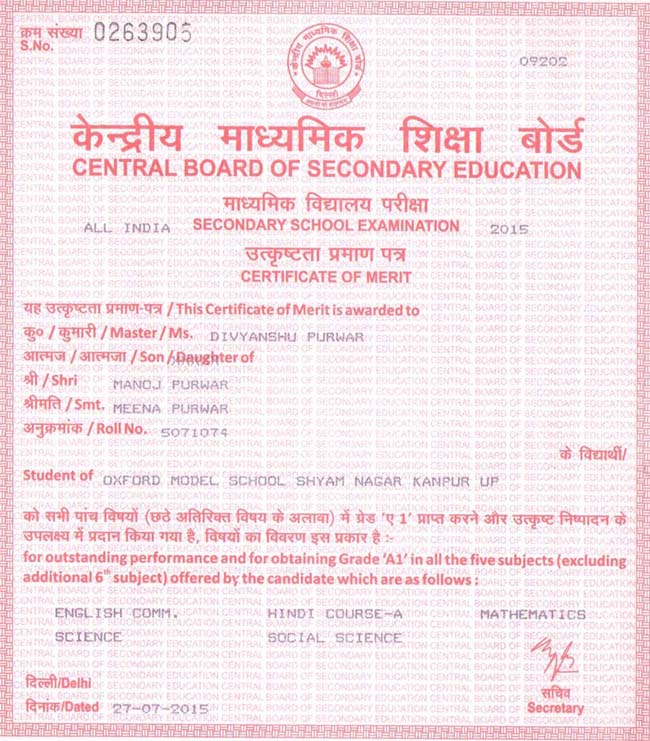 क्रम संख्या 0263905
S.No.
09202
केन्द्रीय माध्यमिक शिक्षा बोर्ड
दिल्ली
केन्द्रीय माध्यमिक शिक्षा बोर्ड
CENTRAL BOARD OF SECONDARY EDUCATION
माध्यमिक विद्यालय परीक्षा
ALL INDIA SECONDARY SCHOOL EXAMINATION 2015
उत्कृष्टता प्रमाण पत्र
CERTIFICATE OF MERIT
यह उत्कृष्टता प्रमाण-पत्र / This Certificate of Merit is awarded to
कु० / कुमारी / Master / Ms. DIVYANSHU PURWAR
आत्मज / आत्मजा / Son / Daughter of
श्री / Shri MANOJ PURWAR
श्रीमति / Smt. MEENA PURWAR
अनुक्रमांक / Roll No. 5071074
के विद्यार्थी/
Student of OXFORD MODEL SCHOOL SHYAM NAGAR KANPUR UP
को सभी पांच विषयों (छठे अतिरिक्त विषय के अलावा) में ग्रेड 'ए 1' प्राप्त करने और उत्कृष्ट निष्पादन के
उपलक्ष्य में प्रदान किया गया है, विषयों का विवरण इस प्रकार है :-
for outstanding performance and for obtaining Grade 'A1' in all the five subjects (excluding
additional 6th subject) offered by the candidate which are as follows :
ENGLISH COMM. HINDI COURSE-A MATHEMATICS
SCIENCE SOCIAL SCIENCE
दिल्ली/Delhi
सचिव
दिनाक/Dated 27-07-2015 Secretary